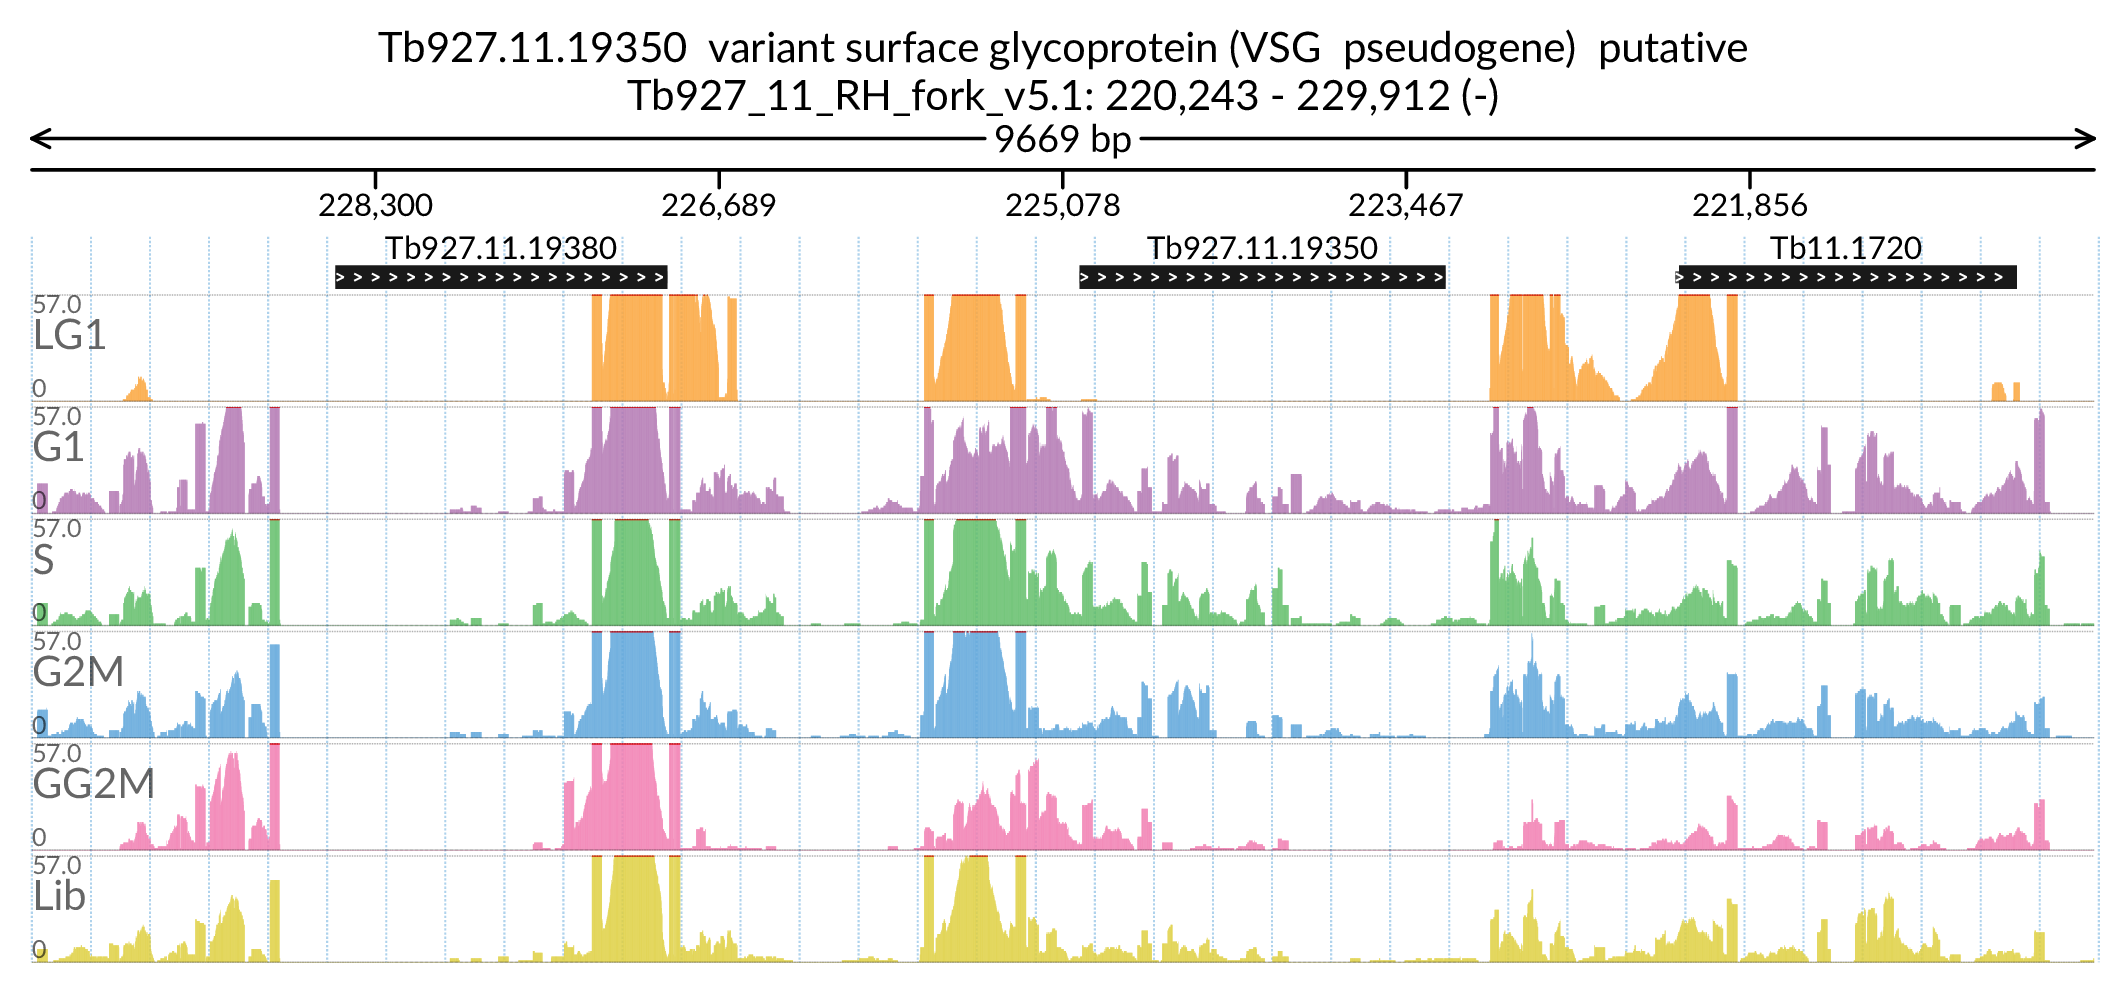 Tb927.11.19350 variant surface glycoprotein (VSG pseudogene) putative
Tb927_11_RH_fork_v5.1: 220,243 - 229,912 (-)
9669 bp
228,300 226,689 225,078 223,467 221,856
Tb927.11.19380 Tb927.11.19350 Tb11.1720
57.0
LG1
0
57.0
G1
0
57.0
S
0
57.0
G2M
0
57.0
GG2M
0
57.0
Lib
0